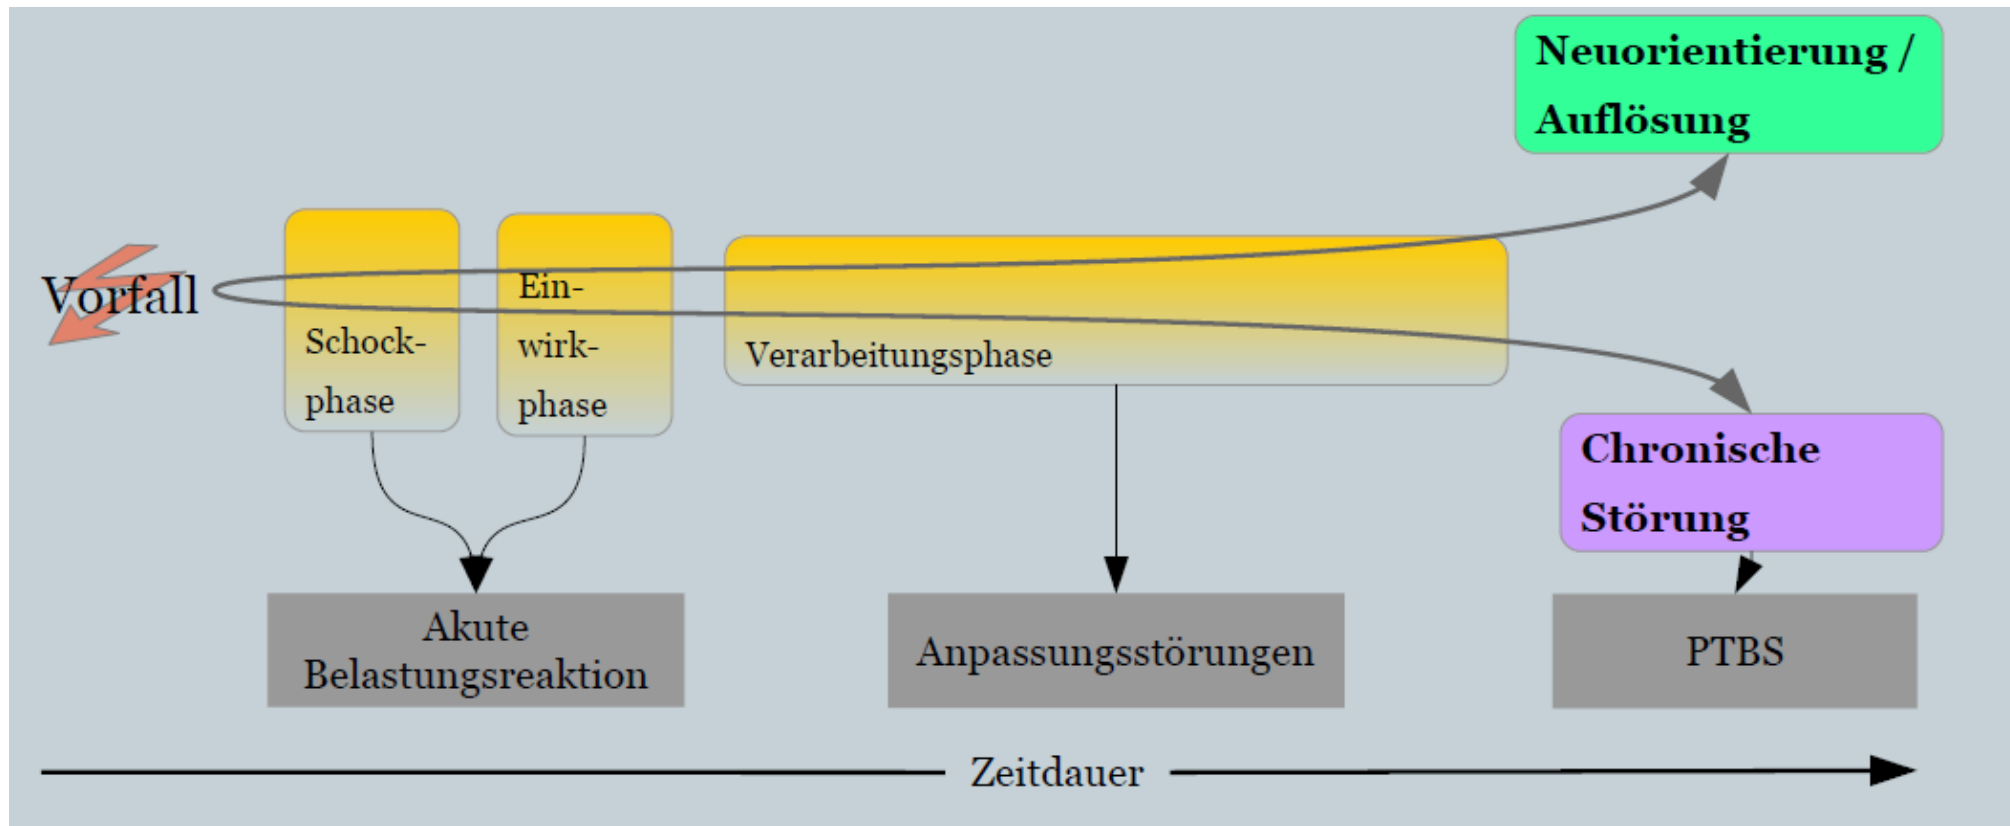 Neuorientierung /
Auflösung
Vorfall
Schock-
phase
Ein-
wirk-
phase
Verarbeitungsphase
Chronische
Störung
Akute
Belastungsreaktion
Anpassungsstörungen
PTBS
Zeitdauer